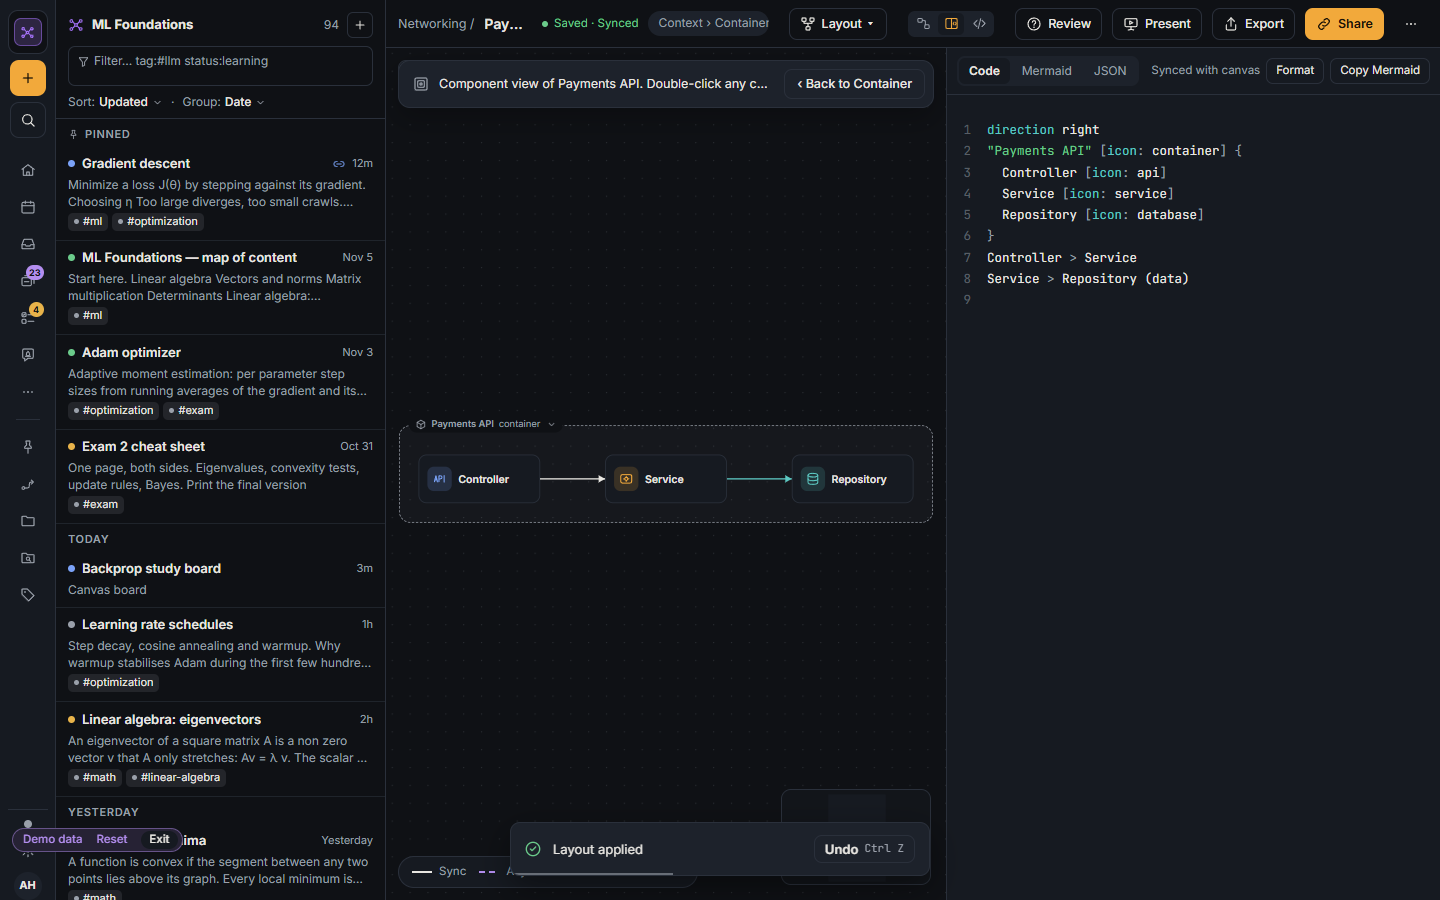 ML Foundations
94
Filter... tag:#llm status:learning
Sort: Updated · Group: Date
PINNED
Gradient descent
12m
Minimize a loss J(θ) by stepping against its gradient.
Choosing η Too large diverges, too small crawls....
#ml #optimization
ML Foundations — map of content
Nov 5
Start here. Linear algebra Vectors and norms Matrix
multiplication Determinants Linear algebra:...
#ml
Adam optimizer
Nov 3
Adaptive moment estimation: per parameter step
sizes from running averages of the gradient and its...
#optimization #exam
Exam 2 cheat sheet
Oct 31
One page, both sides. Eigenvalues, convexity tests,
update rules, Bayes. Print the final version
#exam
TODAY
Backprop study board
3m
Canvas board
Learning rate schedules
1h
Step decay, cosine annealing and warmup. Why
warmup stabilises Adam during the first few hundre...
#optimization
Linear algebra: eigenvectors
2h
An eigenvector of a square matrix A is a non zero
vector v that A only stretches: Av = λ v. The scalar ...
#math #linear-algebra
YESTERDAY
ima
Yesterday
A function is convex if the segment between any two
points lies above its graph. Every local minimum is...
#math
23
4
Demo data Reset Exit
AH
Networking / Pay...
Saved · Synced
Context › Container
Layout
Review
Present
Export
Share
Component view of Payments API. Double-click any c...
‹ Back to Container
Payments API container
API Controller
Service
Repository
Sync
Layout applied
Undo Ctrl Z
Code Mermaid JSON
Synced with canvas
Format
Copy Mermaid
1 direction right
2 "Payments API" [icon: container] {
3 Controller [icon: api]
4 Service [icon: service]
5 Repository [icon: database]
6 }
7 Controller > Service
8 Service > Repository (data)
9